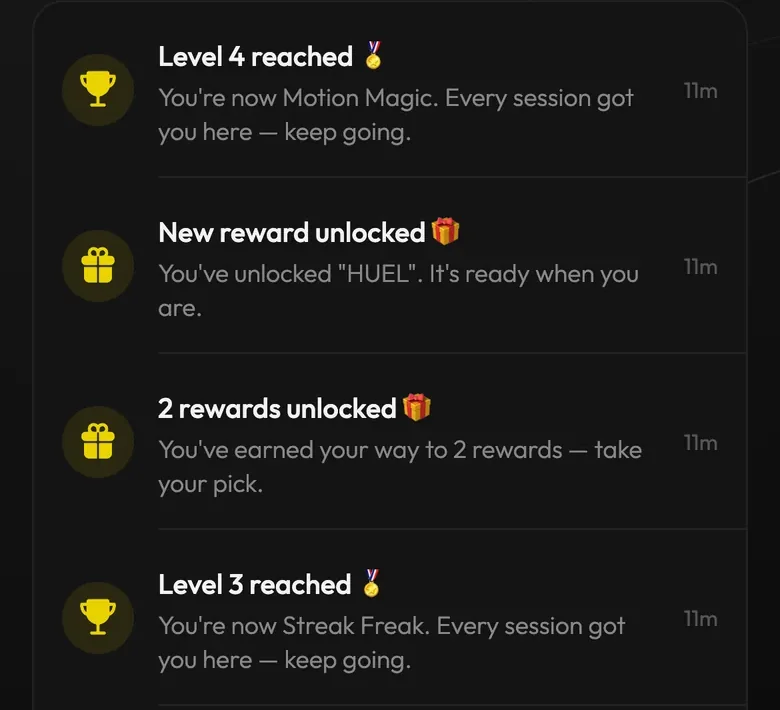 Level 4 reached 🏅
You're now Motion Magic. Every session got
you here — keep going.
11m
New reward unlocked 🎁
You've unlocked "HUEL". It's ready when you
are.
11m
2 rewards unlocked 🎁
You've earned your way to 2 rewards — take
your pick.
11m
Level 3 reached 🏅
You're now Streak Freak. Every session got
you here — keep going.
11m